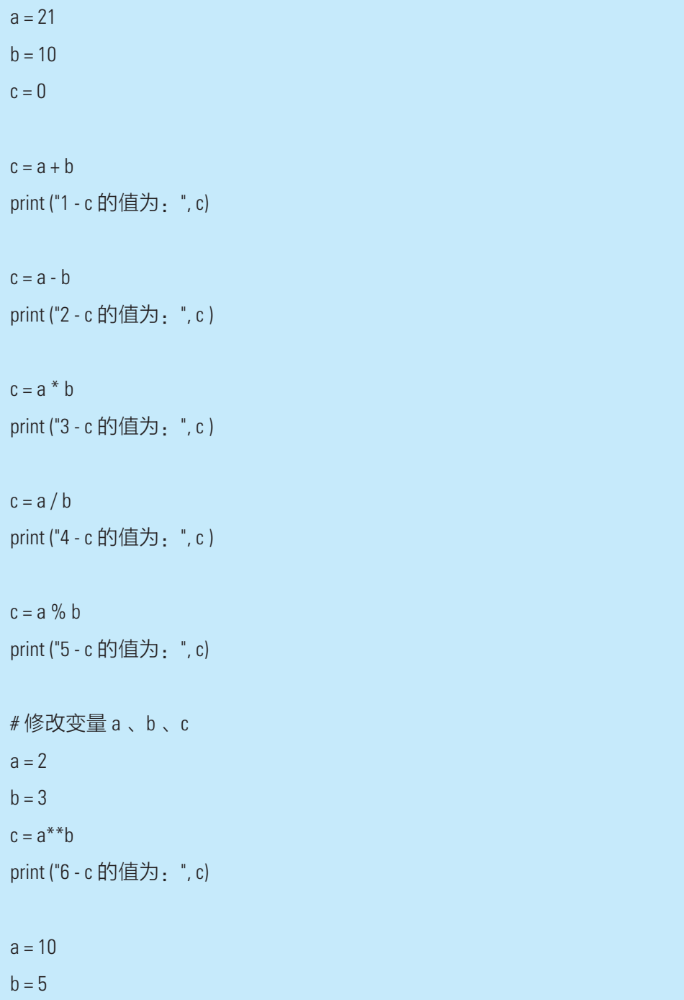 a = 21
b = 10
c = 0
c = a + b
print ("1 - c 的值为：", c)
c = a - b
print ("2 - c 的值为：", c )
c = a * b
print ("3 - c 的值为：", c )
c = a / b
print ("4 - c 的值为：", c )
c = a % b
print ("5 - c 的值为：", c)
# 修改变量 a 、b 、c
a = 2
b = 3
c = a**b
print ("6 - c 的值为：", c)
a = 10
b = 5